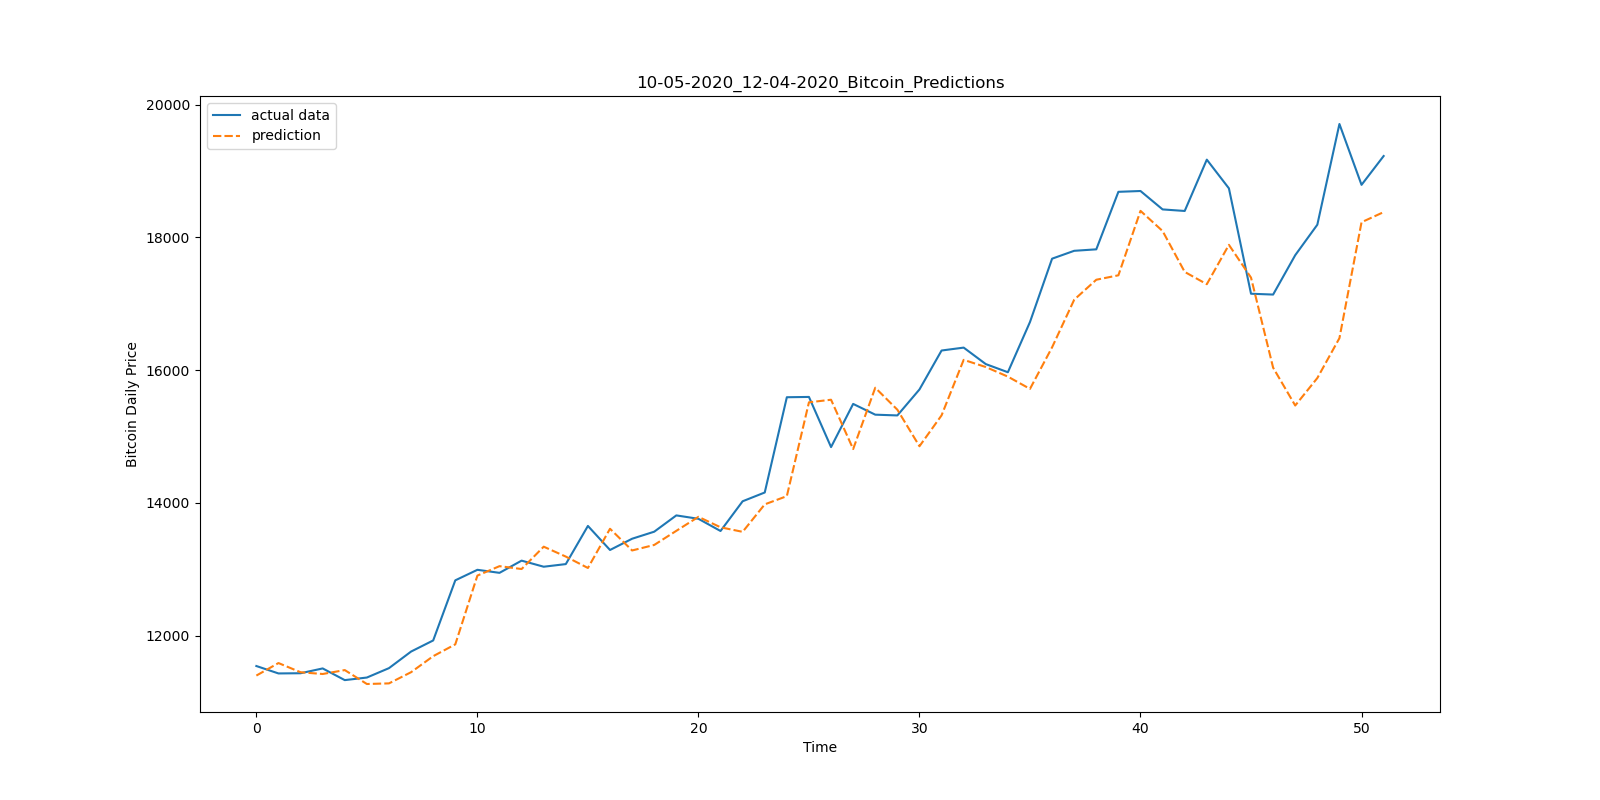 10-05-2020_12-04-2020_Bitcoin_Predictions
actual data
prediction
20000
18000
16000
14000
12000
Bitcoin Daily Price
0 10 20 30 40 50
Time